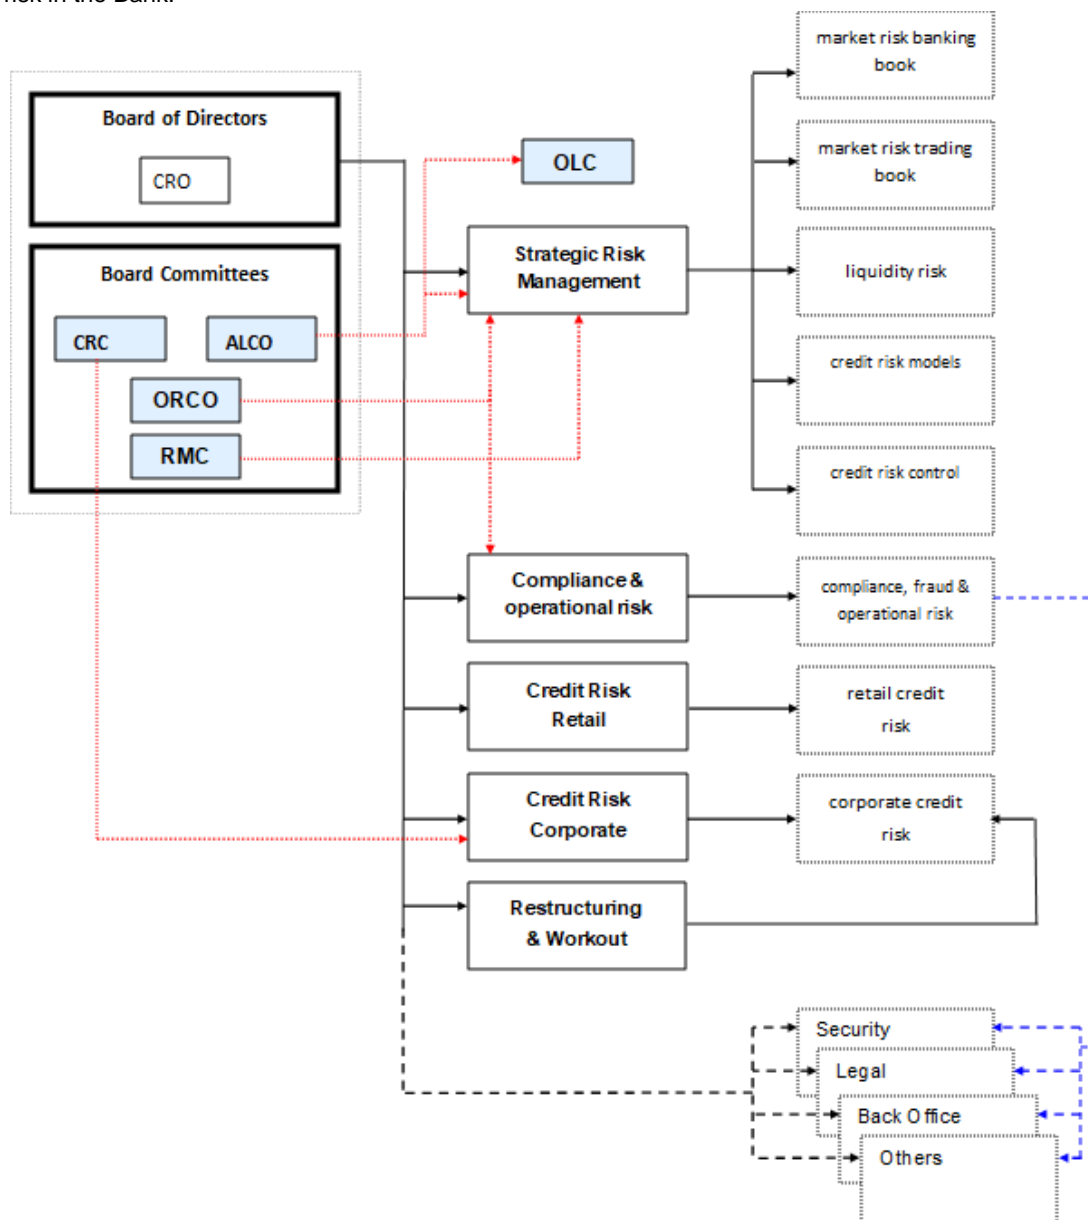 risk in the Bank.
market risk banking
book
Board of Directors
CRO
OLC
market risk trading
book
Board Committees
CRC
ALCO
ORCO
RMC
Strategic Risk
Management
liquidity risk
credit risk models
credit risk control
Compliance &
operational risk
compliance, fraud &
operational risk
Credit Risk
Retail
retail credit
risk
Credit Risk
Corporate
corporate credit
risk
Restructuring
& Workout
Security
Legal
Back Office
Others